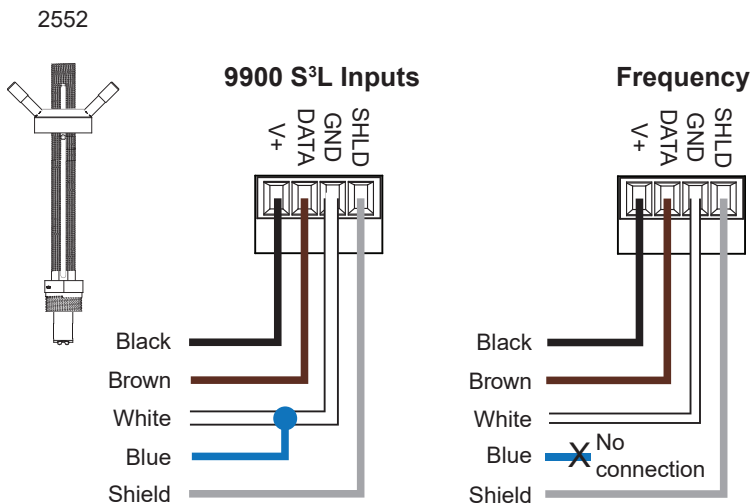 2552
9900 S³L Inputs
V+
DATA
GND
SHLD
Black
Brown
White
Blue
Shield
Frequency
V+
DATA
GND
SHLD
Black
Brown
White
Blue
X
No
connection
Shield